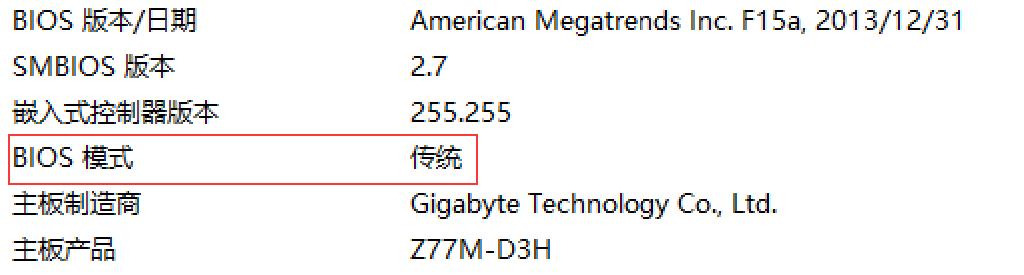 BIOS 版本/日期 American Megatrends Inc. F15a, 2013/12/31
SMBIOS 版本 2.7
嵌入式控制器版本 255.255
BIOS 模式 传统
主板制造商 Gigabyte Technology Co., Ltd.
主板产品 Z77M-D3H